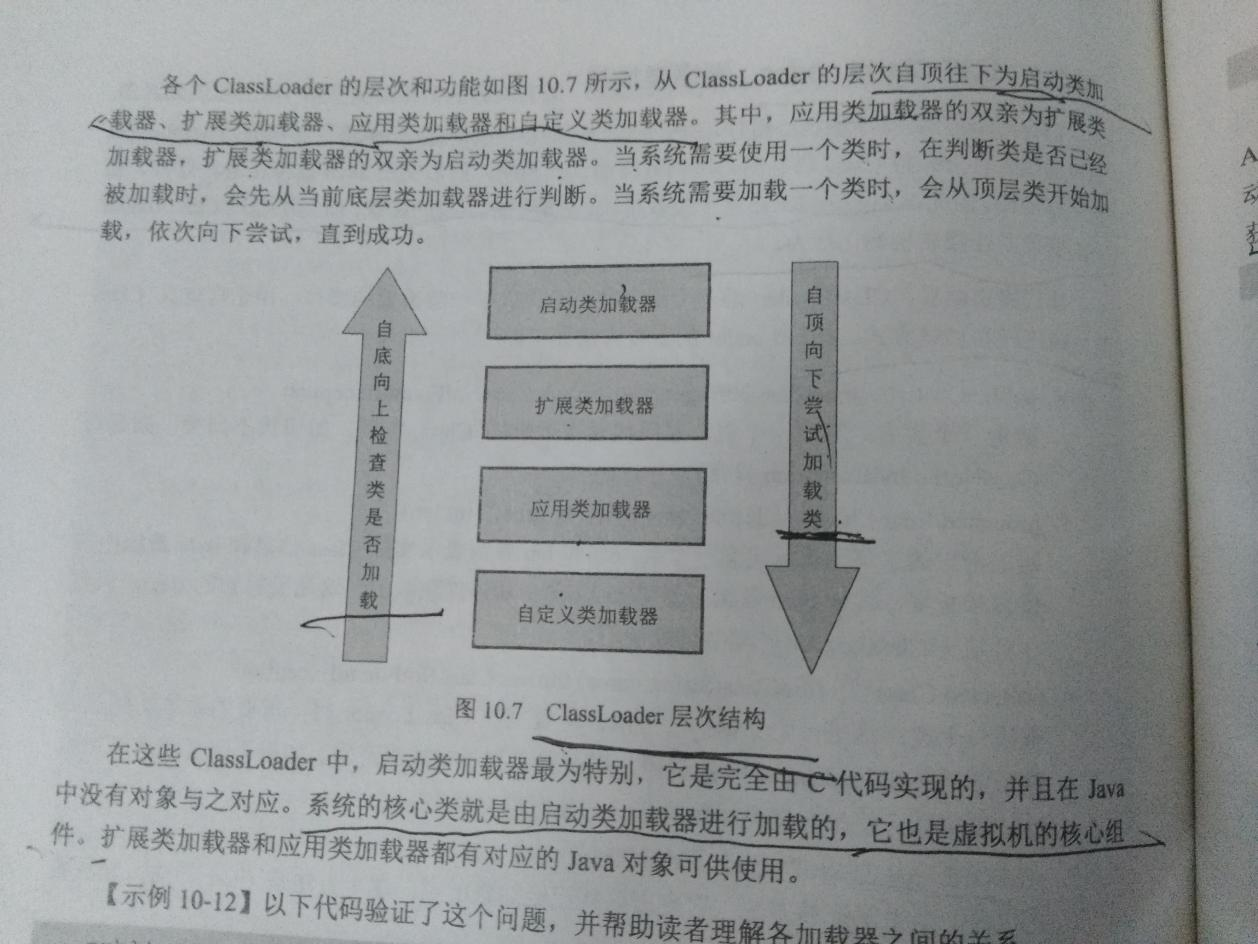 各个 ClassLoader 的层次和功能如图 10.7 所示，从 ClassLoader 的层次自顶往下为启动类加
载器、扩展类加载器、应用类加载器和自定义类加载器。其中，应用类加载器的双亲为扩展类
加载器，扩展类加载器的双亲为启动类加载器。当系统需要使用一个类时，在判断类是否已经
被加载时，会先从当前底层类加载器进行判断。当系统需要加载一个类时，会从顶层类开始加
载，依次向下尝试，直到成功。
自底向上检查类是否加载
启动类加载器
扩展类加载器
应用类加载器
自定义类加载器
自顶向下尝试加载类
图 10.7 ClassLoader 层次结构
在这些 ClassLoader 中，启动类加载器最为特别，它是完全由 C 代码实现的，并且在 Java
中没有对象与之对应。系统的核心类就是由启动类加载器进行加载的，它也是虚拟机的核心组
件。扩展类加载器和应用类加载器都有对应的 Java 对象可供使用。
【示例 10-12】以下代码验证了这个问题，并帮助读者理解各加载器之间的关系